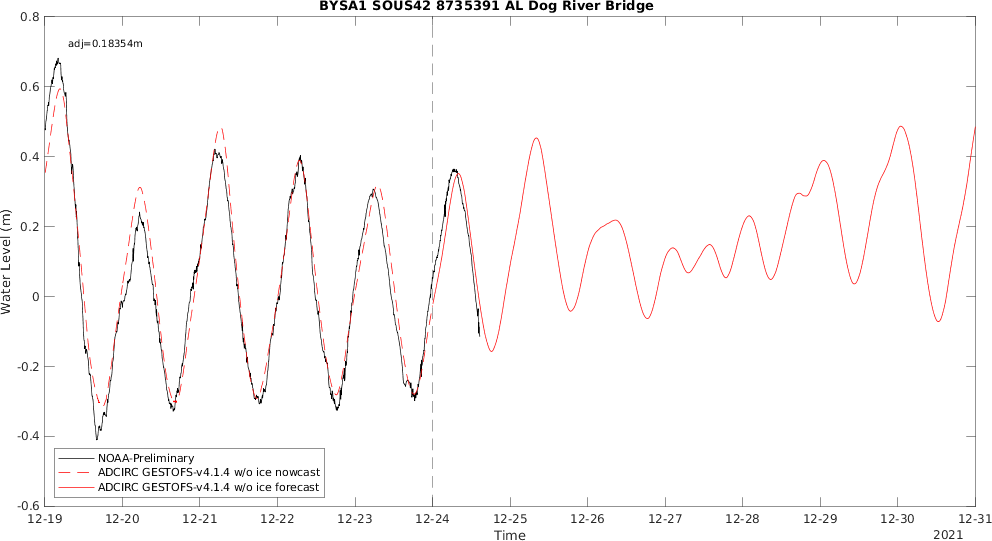 BYSA1 SOUS42 8735391 AL Dog River Bridge
adj=0.18354m
Water Level (m)
0.8
0.6
0.4
0.2
0
-0.2
-0.4
-0.6
NOAA-Preliminary
ADCIRC GESTOFS-v4.1.4 w/o ice nowcast
ADCIRC GESTOFS-v4.1.4 w/o ice forecast
12-19 12-20 12-21 12-22 12-23 12-24 12-25 12-26 12-27 12-28 12-29 12-30 12-31
Time
2021